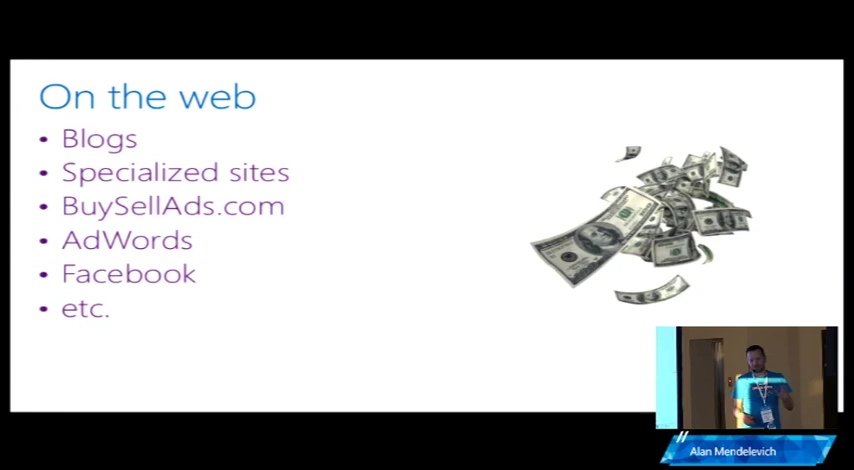 On the web
• Blogs
• Specialized sites
• BuySellAds.com
• AdWords
• Facebook
• etc.
Alan Mendelevich